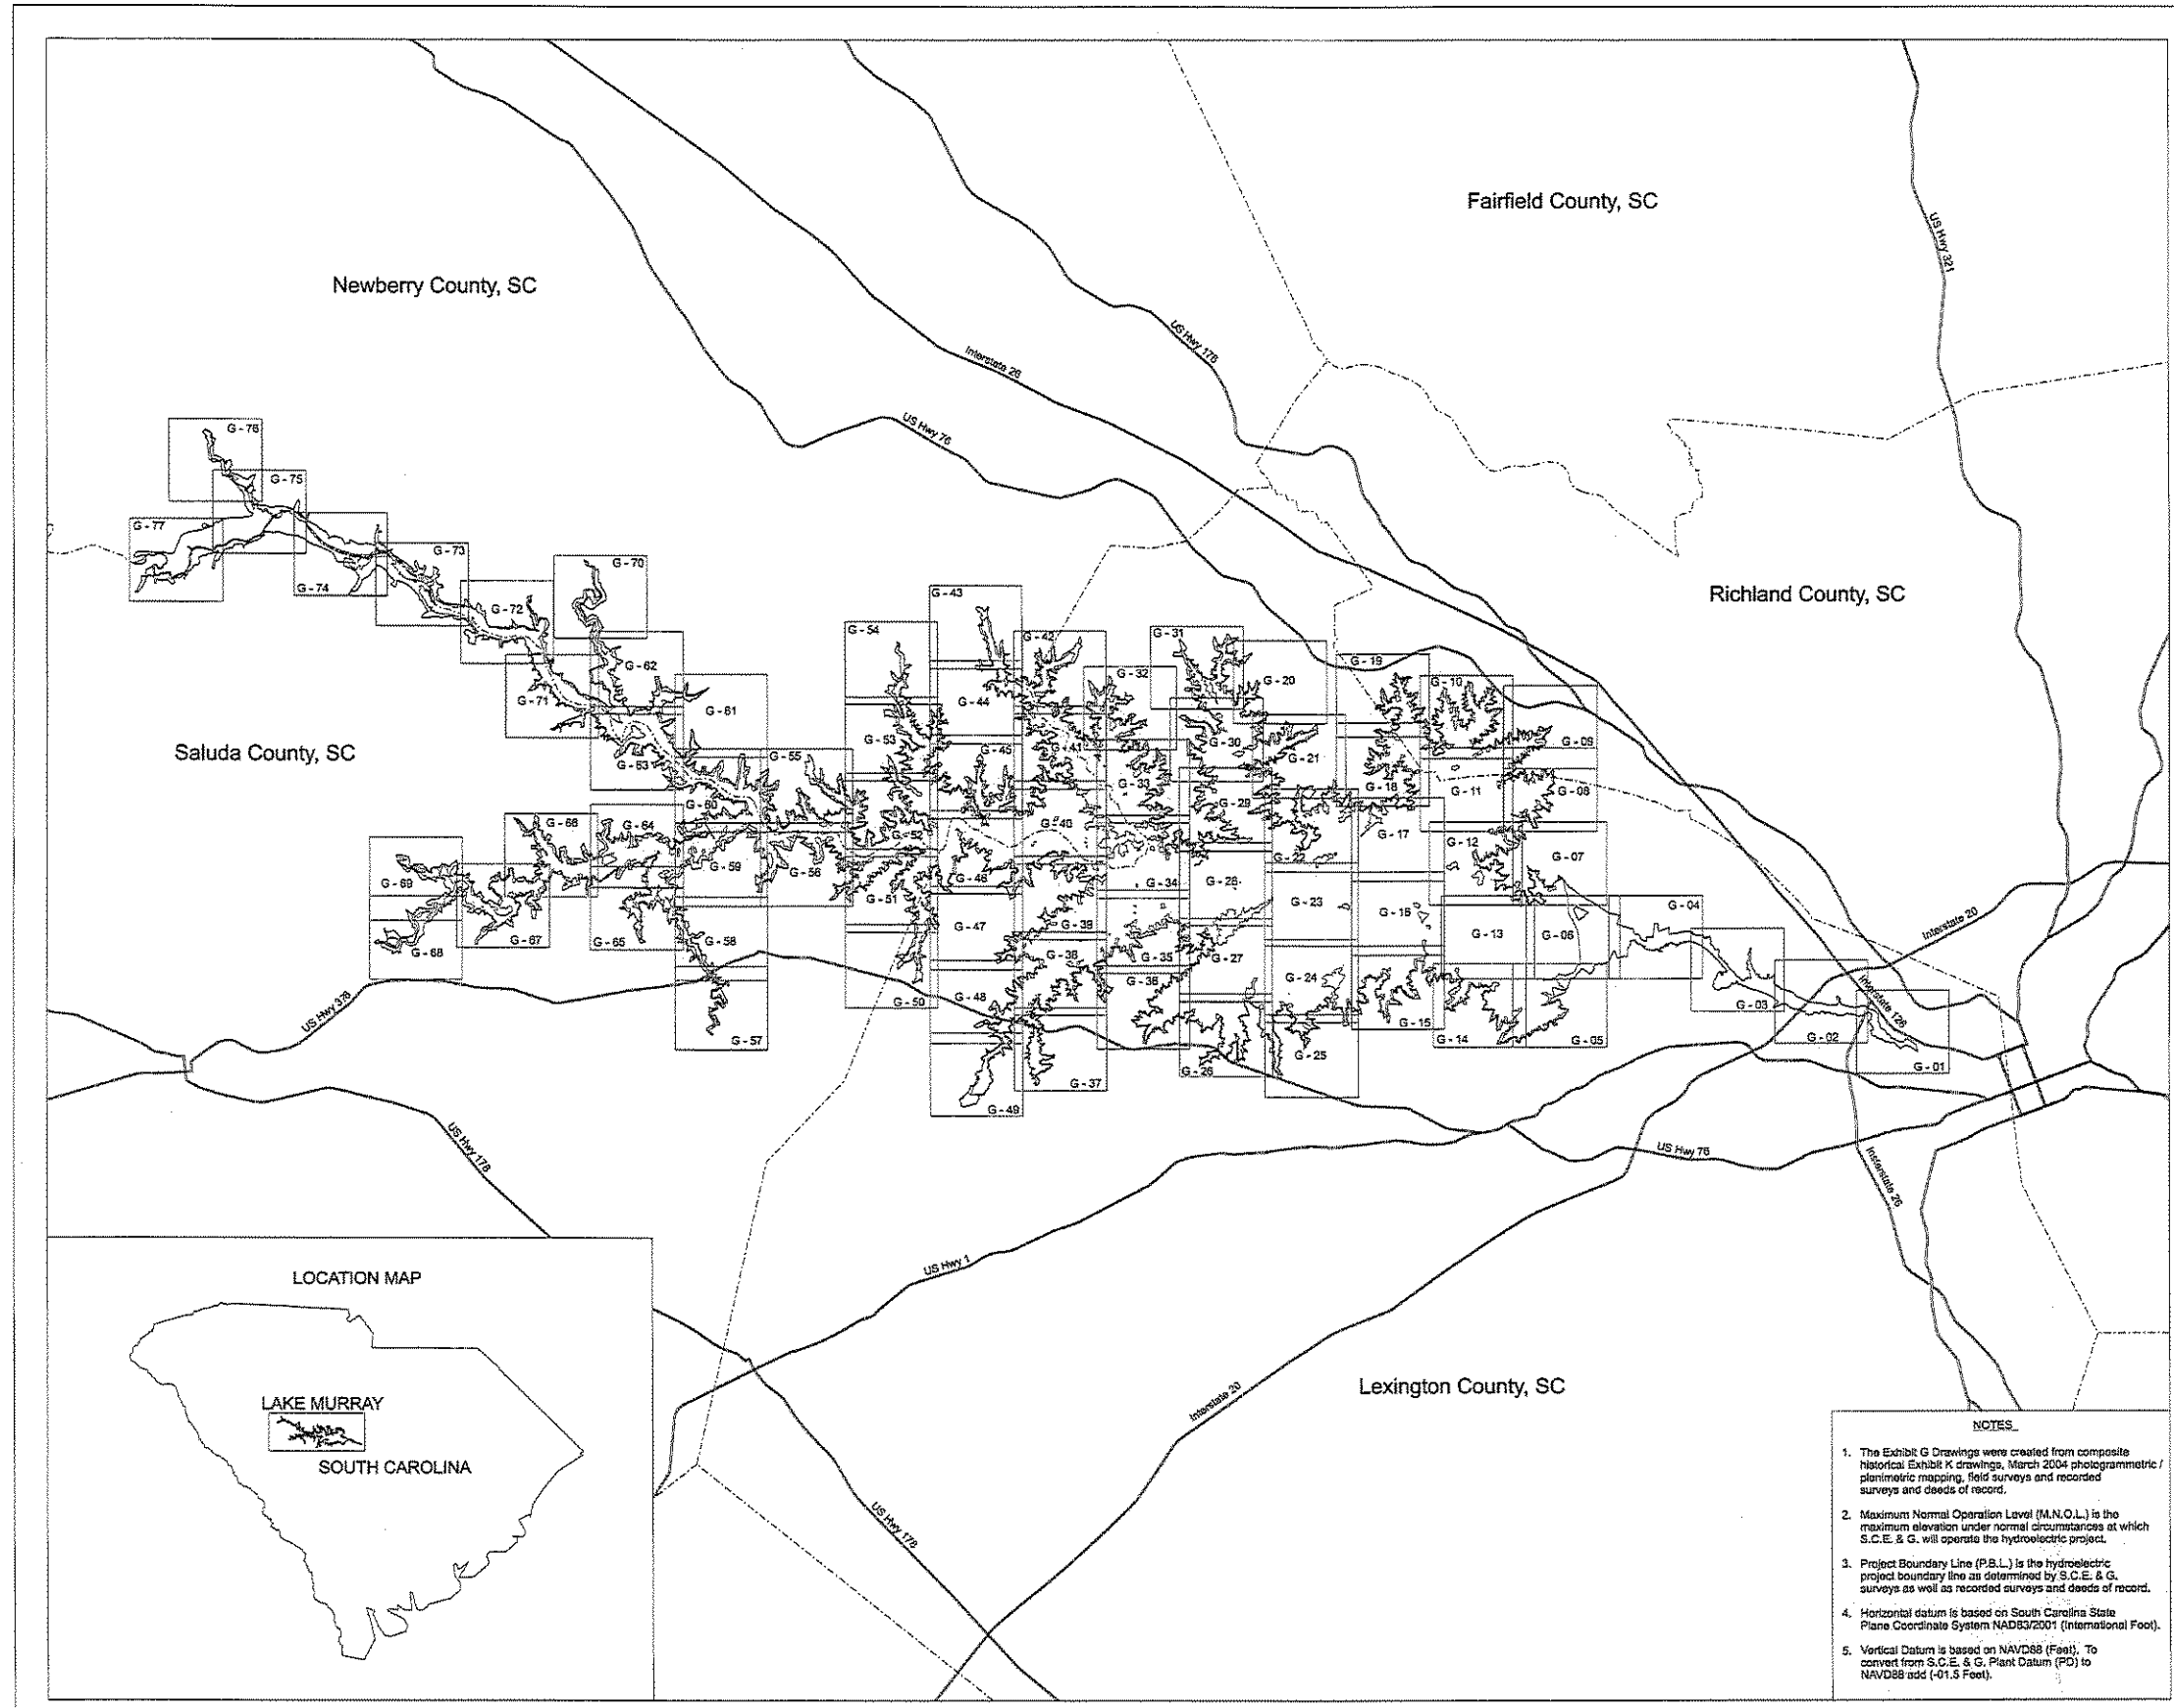 Fairfield County, SC
Newberry County, SC
US Hwy 321
US Hwy 176
Interstate 26
US Hwy 76
Richland County, SC
Saluda County, SC
G - 76
G - 75
G - 77
G - 73
G - 74
G - 70
G - 72
G - 62
G - 71
G - 61
G - 63
G - 43
G - 54
G - 42
G - 31
G - 32
G - 20
G - 19
G - 10
G - 44
G - 53
G - 45
G - 41
G - 30
G - 21
G - 09
G - 55
G - 33
G - 18
G - 11
G - 08
G - 60
G - 29
G - 64
G - 52
G - 40
G - 17
G - 12
G - 59
G - 56
G - 22
G - 07
G - 69
G - 46
G - 34
G - 28
G - 51
G - 23
G - 16
G - 04
G - 67
G - 65
G - 58
G - 47
G - 39
G - 13
G - 06
G - 68
G - 38
G - 35
G - 27
G - 24
G - 50
G - 48
G - 36
G - 15
G - 03
G - 57
G - 14
G - 05
G - 02
G - 01
G - 25
G - 26
G - 37
G - 49
Interstate 20
Interstate 126
US Hwy 378
US Hwy 178
US Hwy 76
Insterstate 26
US Hwy 1
Interstate 20
US Hwy 178
Lexington County, SC
LOCATION MAP
LAKE MURRAY
SOUTH CAROLINA
NOTES
1. The Exhibit G Drawings were created from composite
historical Exhibit K drawings, March 2004 photogrammetric /
planimetric mapping, field surveys and recorded
surveys and deeds of record.
2. Maximum Normal Operation Level (M.N.O.L.) is the
maximum elevation under normal circumstances at which
S.C.E. & G. will operate the hydroelectric project.
3. Project Boundary Line (P.B.L.) is the hydroelectric
project boundary line as determined by S.C.E. & G.
surveys as well as recorded surveys and deeds of record.
4. Horizontal datum is based on South Carolina State
Plane Coordinate System NAD83/2001 (International Foot).
5. Vertical Datum is based on NAVD88 (Feet). To
convert from S.C.E. & G. Plant Datum (PD) to
NAVD88 add (-01.5 Feet).